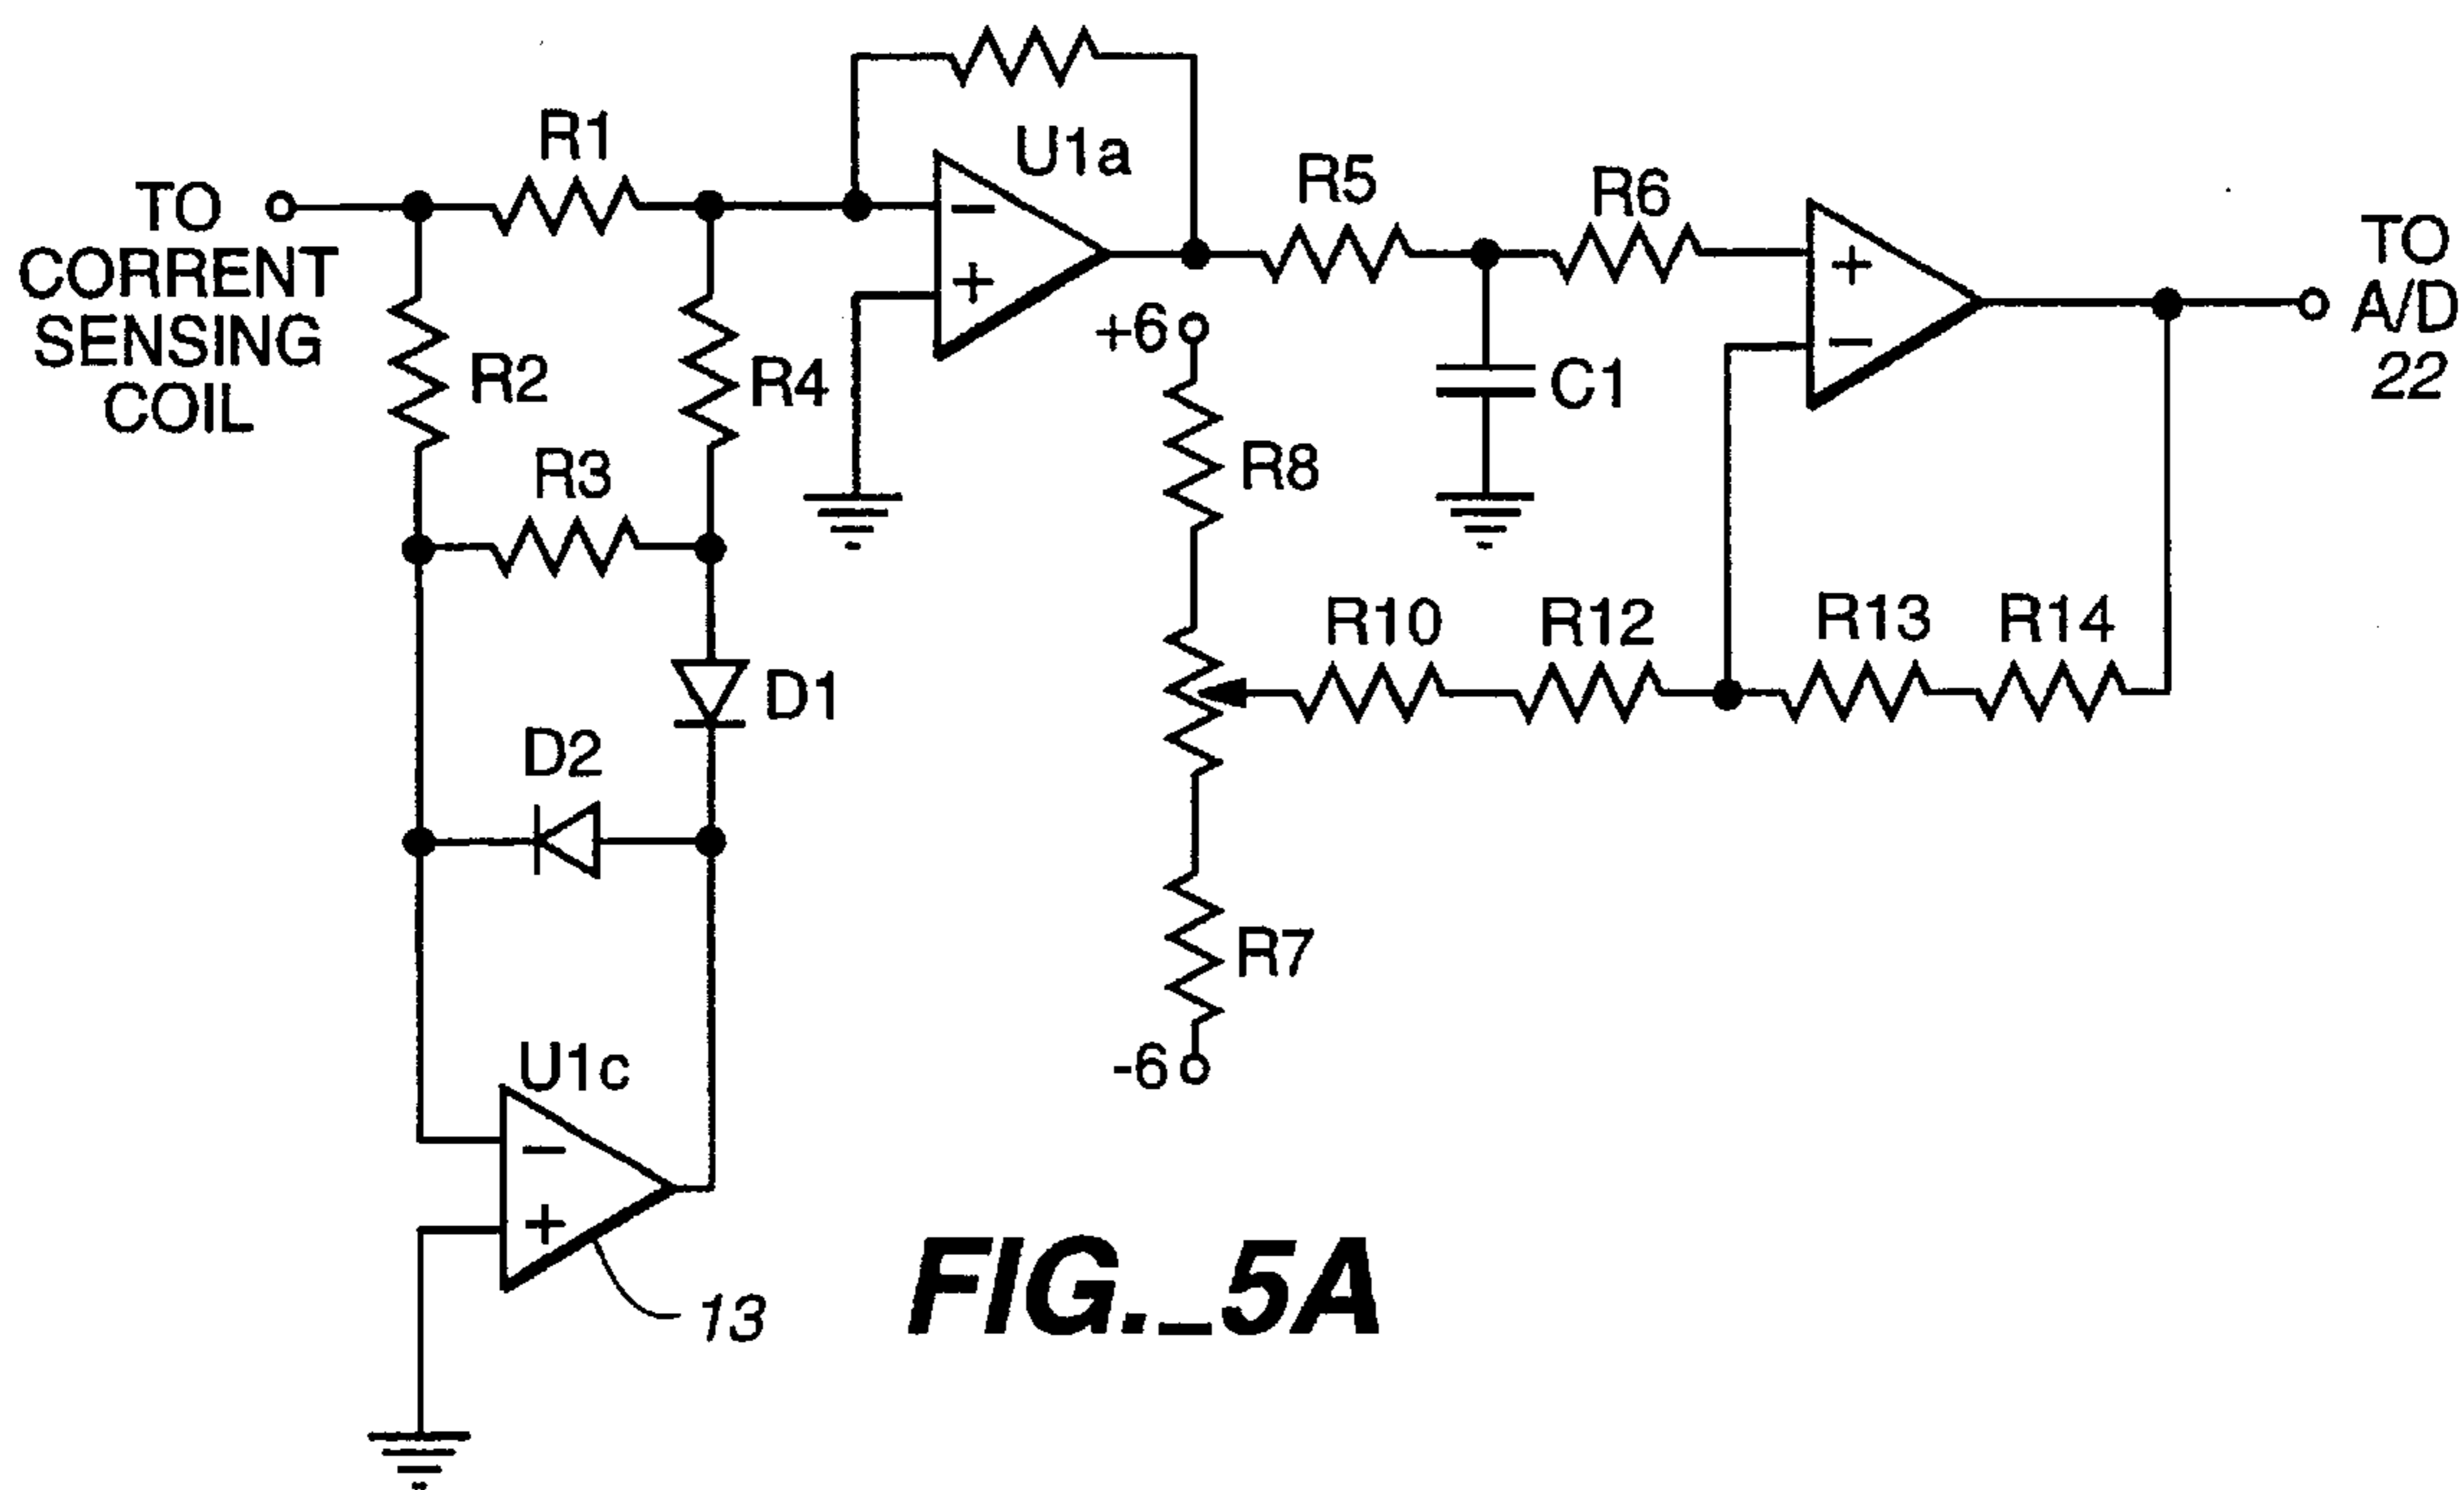 R1
U1a
R5
R6
TO
CORRENT
SENSING
COIL
TO
A/D
22
R2
R4
+6
C1
R8
R3
R10
R12
R13
R14
D1
D2
R7
U1c
-6
13
FIG._5A
−
+
+
−
−
+